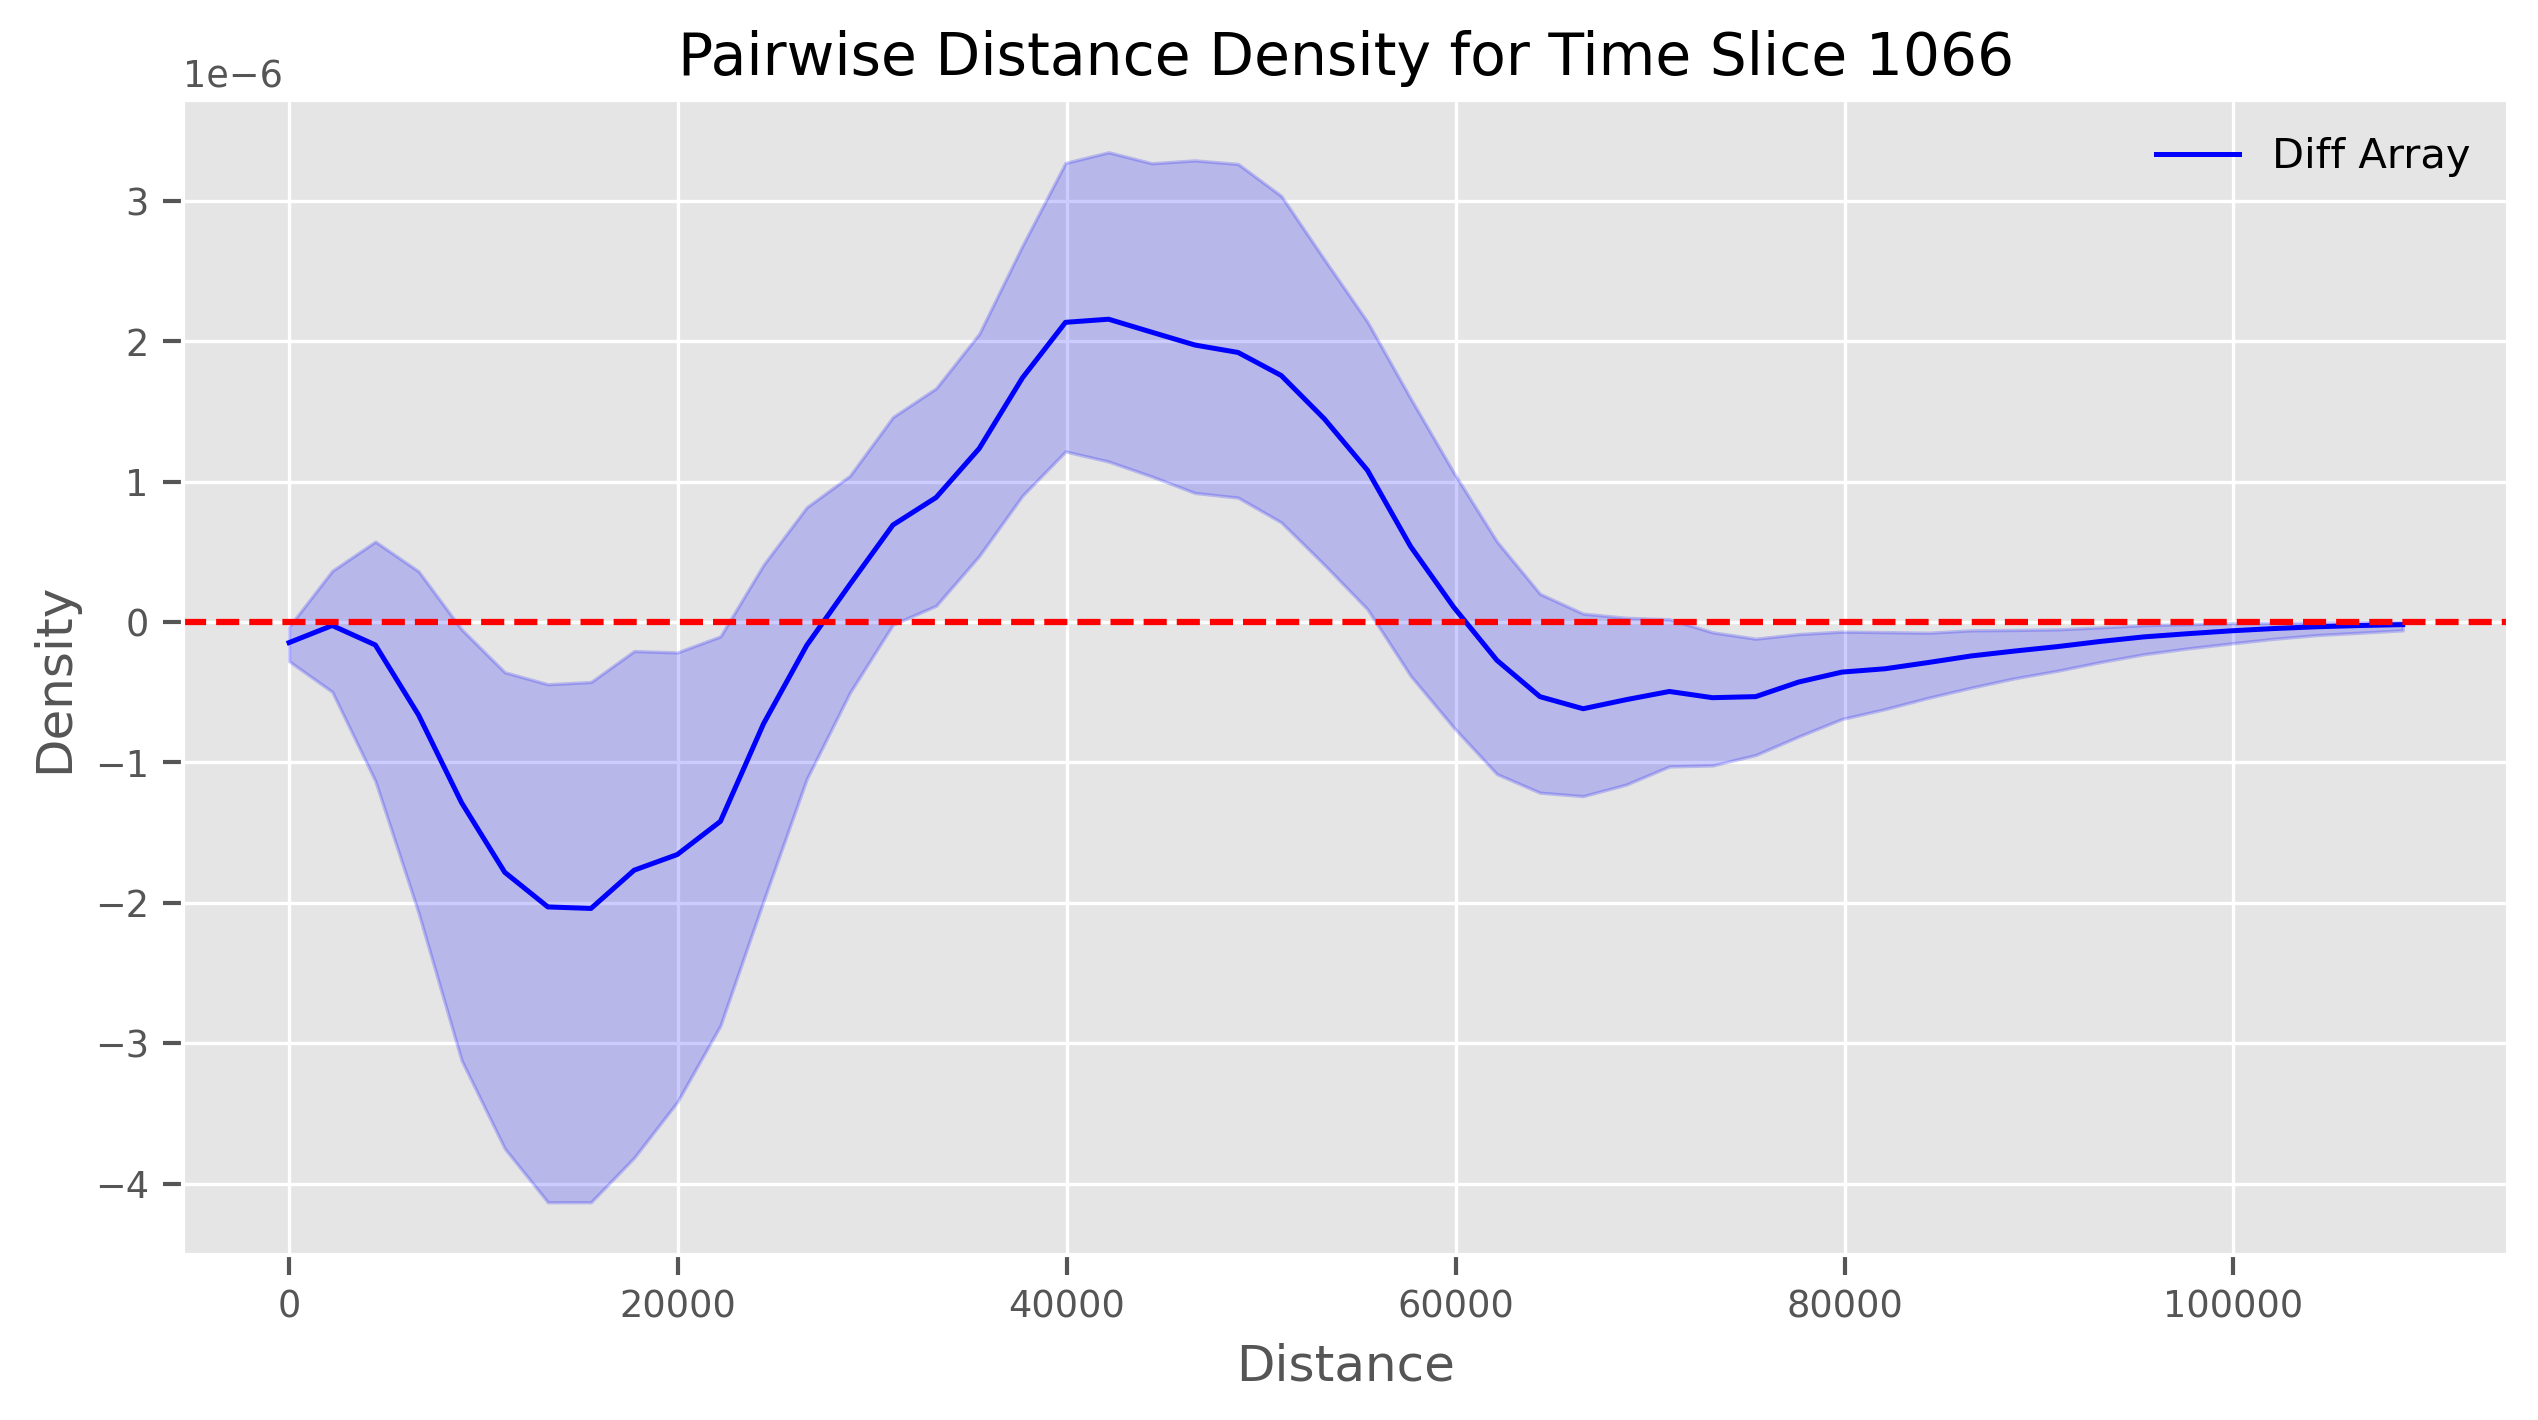 Pairwise Distance Density for Time Slice 1066
1e−6
Diff Array
3
2
1
0
−1
−2
−3
−4
Density
0 20000 40000 60000 80000 100000
Distance